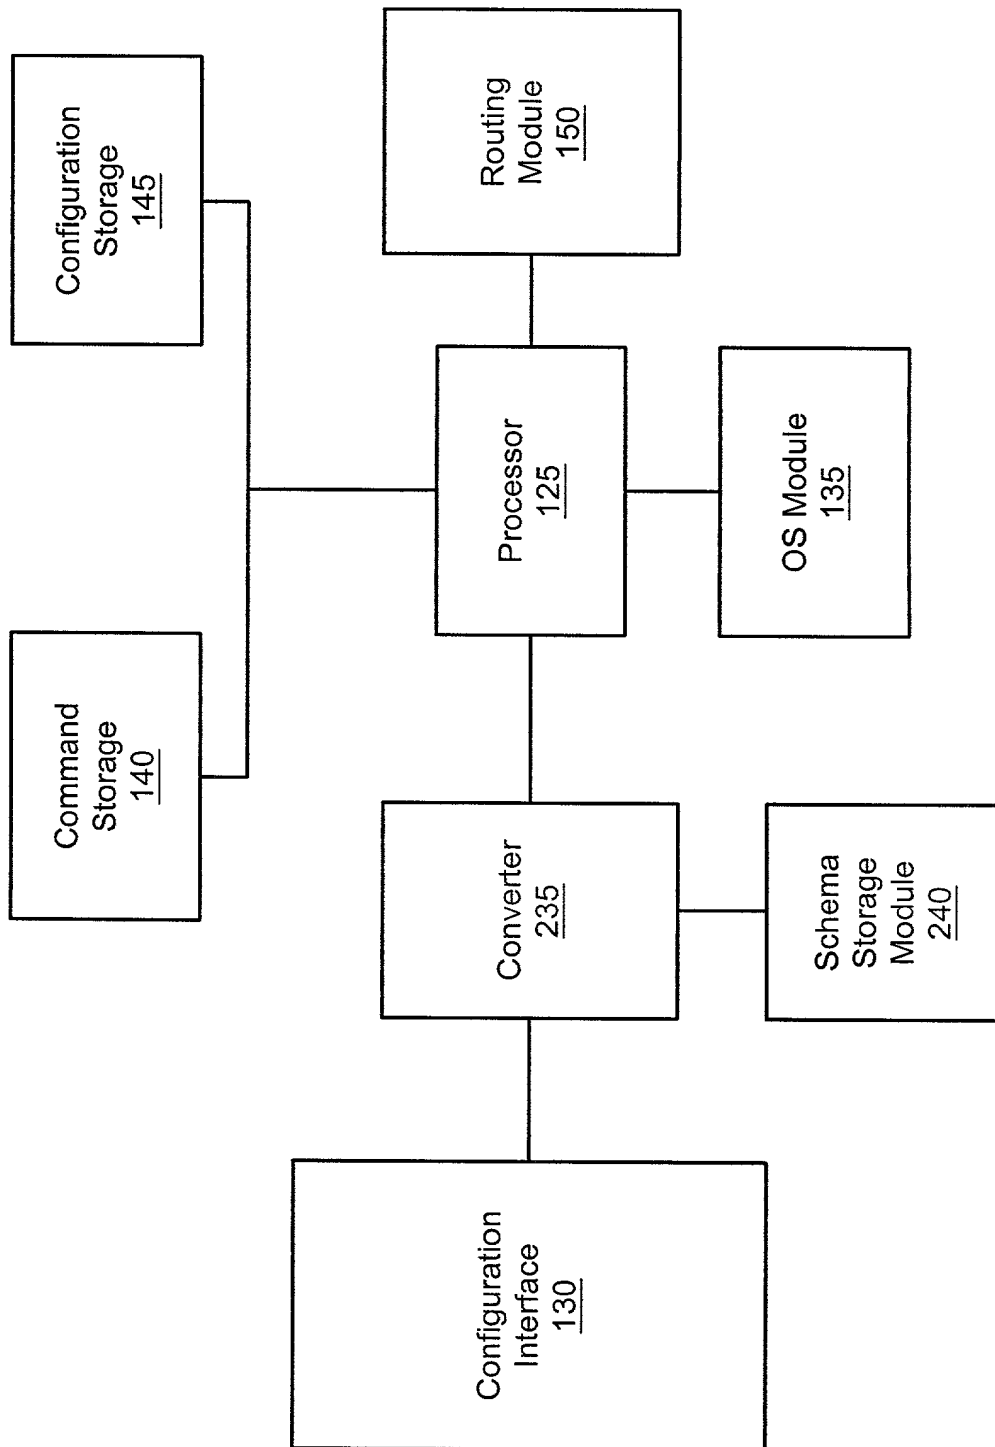 Command
Storage
140
Configuration
Storage
145
Configuration
Interface
130
Converter
235
Processor
125
Routing
Module
150
Schema
Storage
Module
240
OS Module
135